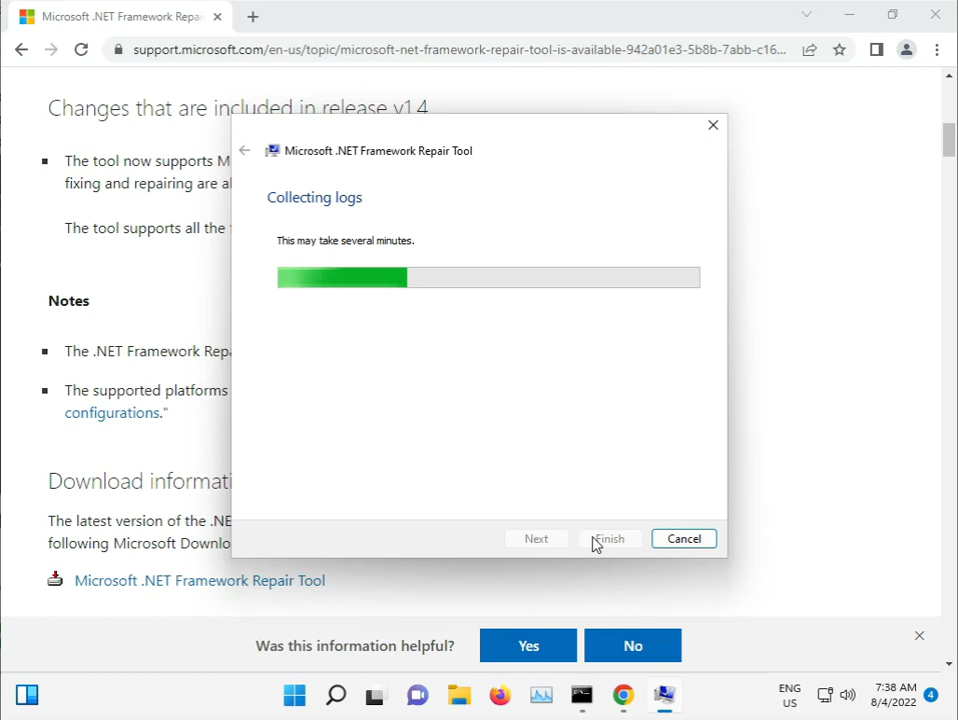 Microsoft .NET Framework Repa
support.microsoft.com/en-us/topic/microsoft-net-framework-repair-tool-is-available-942a01e3-5b8b-7abb-c16...
Changes that are included in release v1.4
The tool now supports M
fixing and repairing are al
The tool supports all the
Notes
The .NET Framework Repa
The supported platforms
configurations."
Download informati
The latest version of the .NE
following Microsoft Downlo
Microsoft .NET Framework Repair Tool
Microsoft .NET Framework Repair Tool
Collecting logs
This may take several minutes.
Next
Finish
Cancel
Was this information helpful?
Yes
No
ENG
US
7:38 AM
8/4/2022
4